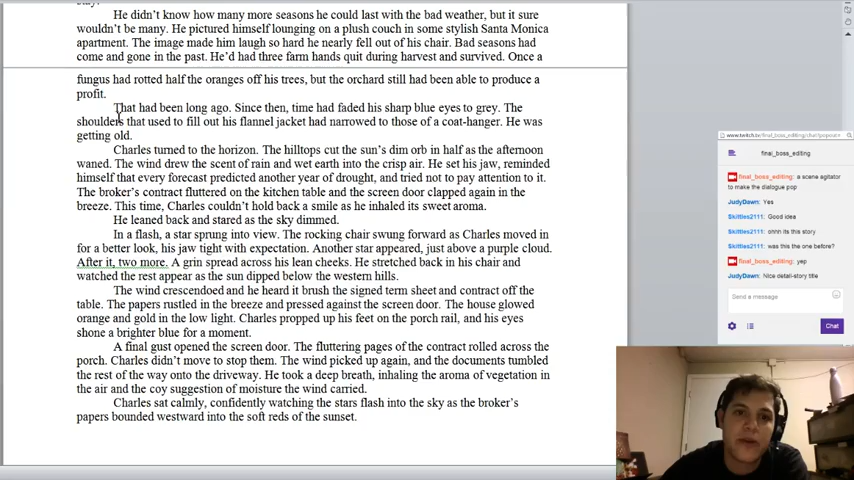 stay.
He didn't know how many more seasons he could last with the bad weather, but it sure
wouldn't be many. He pictured himself lounging on a plush couch in some stylish Santa Monica
apartment. The image made him laugh so hard he nearly fell out of his chair. Bad seasons had
come and gone in the past. He'd had three farm hands quit during harvest and survived. Once a
fungus had rotted half the oranges off his trees, but the orchard still had been able to produce a
profit.
That had been long ago. Since then, time had faded his sharp blue eyes to grey. The
shoulders that used to fill out his flannel jacket had narrowed to those of a coat-hanger. He was
getting old.
Charles turned to the horizon. The hilltops cut the sun's dim orb in half as the afternoon
waned. The wind drew the scent of rain and wet earth into the crisp air. He set his jaw, reminded
himself that every forecast predicted another year of drought, and tried not to pay attention to it.
The broker's contract fluttered on the kitchen table and the screen door clapped again in the
breeze. This time, Charles couldn't hold back a smile as he inhaled its sweet aroma.
He leaned back and stared as the sky dimmed.
In a flash, a star sprung into view. The rocking chair swung forward as Charles moved in
for a better look, his jaw tight with expectation. Another star appeared, just above a purple cloud.
After it, two more. A grin spread across his lean cheeks. He stretched back in his chair and
watched the rest appear as the sun dipped below the western hills.
The wind crescendoed and he heard it brush the signed term sheet and contract off the
table. The papers rustled in the breeze and pressed against the screen door. The house glowed
orange and gold in the low light. Charles propped up his feet on the porch rail, and his eyes
shone a brighter blue for a moment.
A final gust opened the screen door. The fluttering pages of the contract rolled across the
porch. Charles didn't move to stop them. The wind picked up again, and the documents tumbled
the rest of the way onto the driveway. He took a deep breath, inhaling the aroma of vegetation in
the air and the coy suggestion of moisture the wind carried.
Charles sat calmly, confidently watching the stars flash into the sky as the broker's
papers bounded westward into the soft reds of the sunset.
www.twitch.tv/final_boss_editing/chat?popout=
final_boss_editing
final_boss_editing: a scene agitator
to make the dialogue pop
JudyDawn: Yes
Skittles2111: Good idea
Skittles2111: ohhh its this story
Skittles2111: was this the one before?
final_boss_editing: yep
JudyDawn: Nice detail-story title
Send a message
Chat